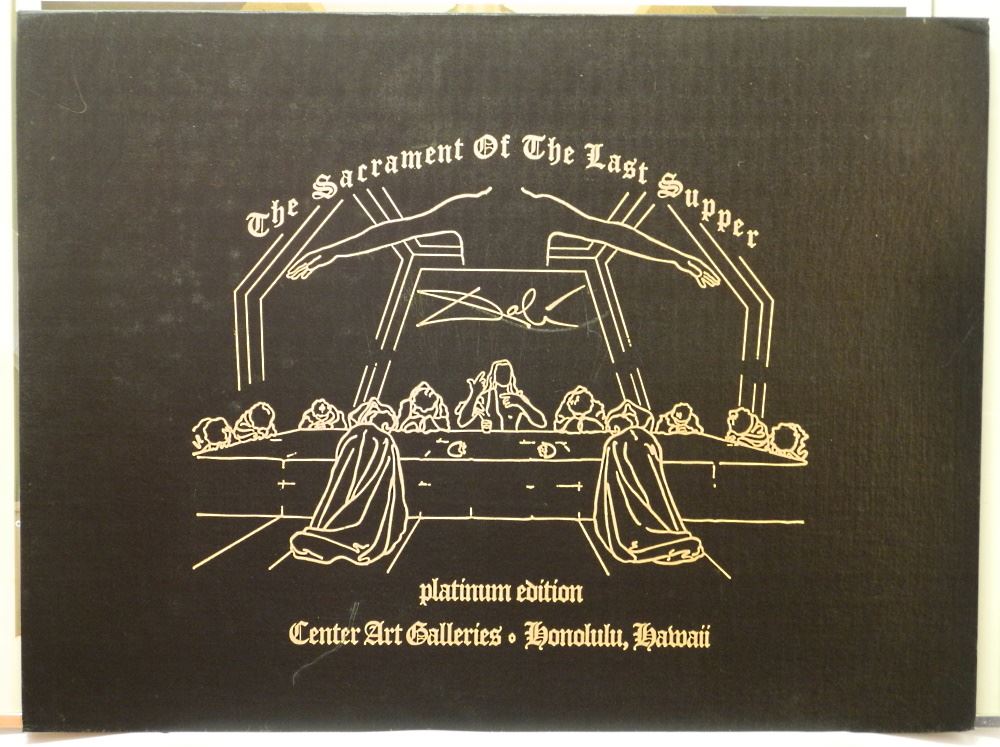 The Sacrament Of The Last Supper
Dalí
platinum edition
Center Art Galleries • Honolulu, Hawaii